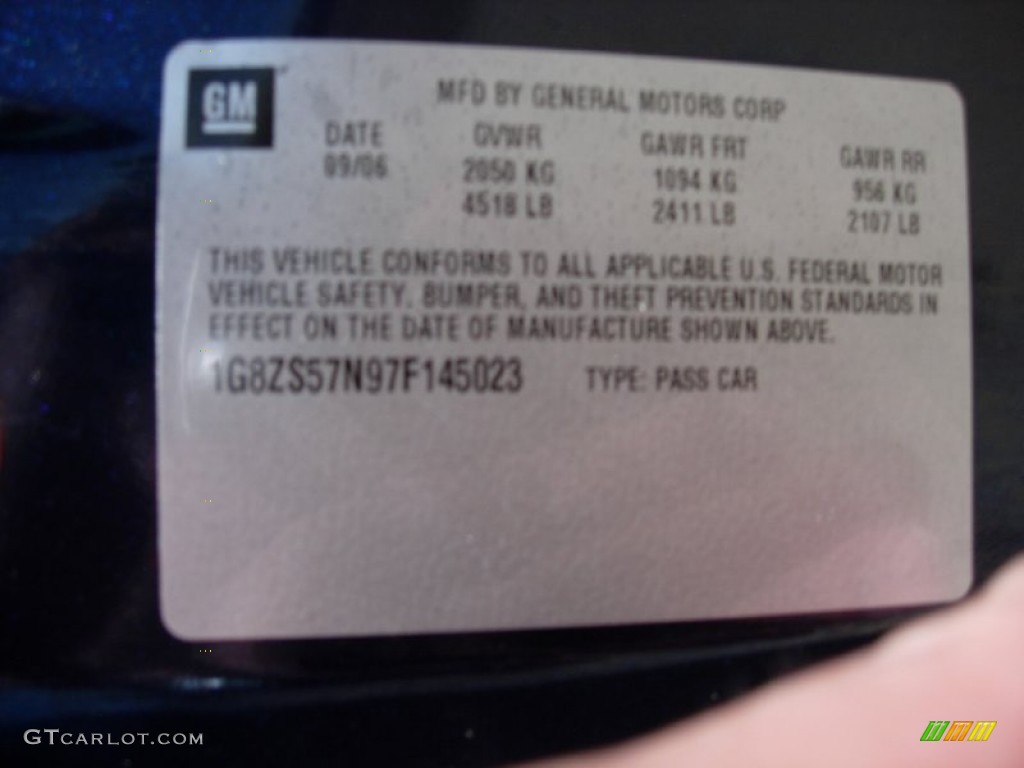 GM
MFD BY GENERAL MOTORS CORP
DATE GVWR GAWR FRT GAWR RR
09/06 2050 KG 1094 KG 956 KG
4518 LB 2411 LB 2107 LB
THIS VEHICLE CONFORMS TO ALL APPLICABLE U.S. FEDERAL MOTOR
VEHICLE SAFETY, BUMPER, AND THEFT PREVENTION STANDARDS IN
EFFECT ON THE DATE OF MANUFACTURE SHOWN ABOVE.
1G8ZS57N97F145023 TYPE: PASS CAR
GTCARLOT.COM